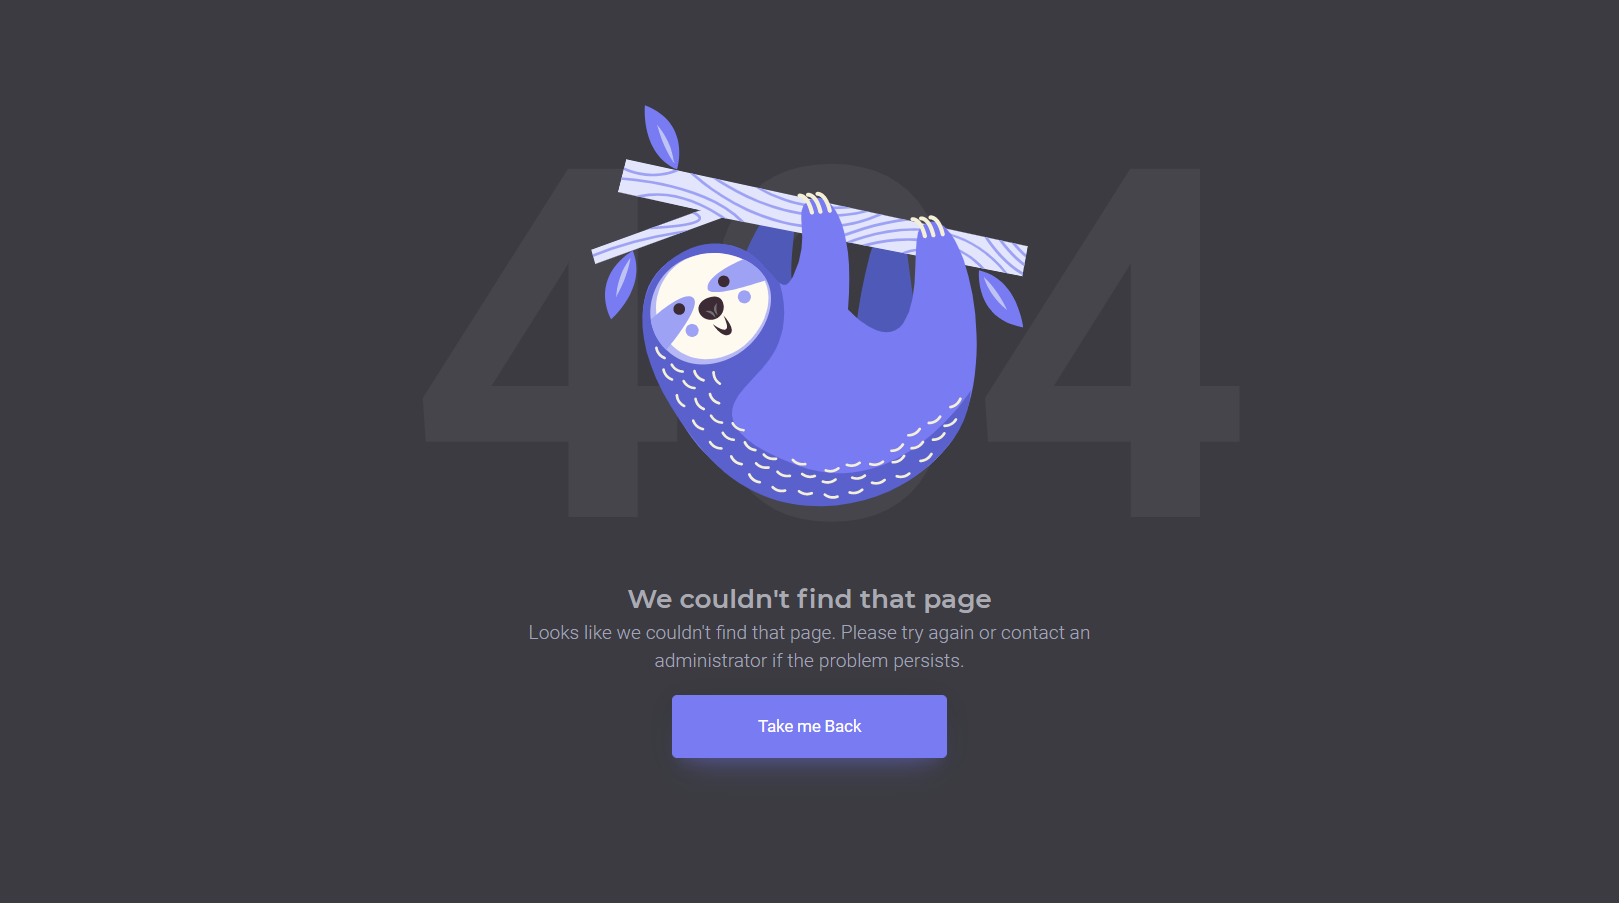 404
We couldn't find that page
Looks like we couldn't find that page. Please try again or contact an
administrator if the problem persists.
Take me Back